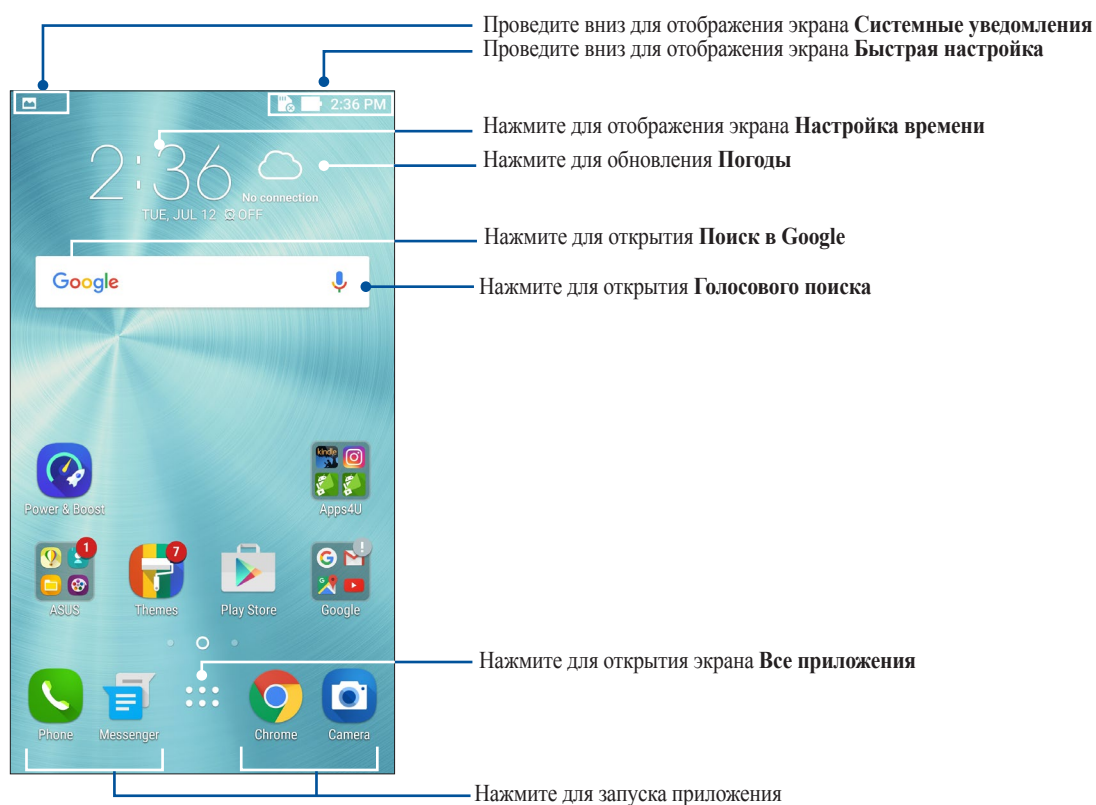 Проведите вниз для отображения экрана Системные уведомления
Проведите вниз для отображения экрана Быстрая настройка
2:36 PM
Нажмите для отображения экрана Настройка времени
2:36
Нажмите для обновления Погоды
No connection
TUE, JUL 12 OFF
Нажмите для открытия Поиск в Google
Google
Нажмите для открытия Голосового поиска
kindle
Power & Boost
Apps4U
1
7
ASUS
Themes
Play Store
Google
Нажмите для открытия экрана Все приложения
Phone
Messenger
Chrome
Camera
Нажмите для запуска приложения